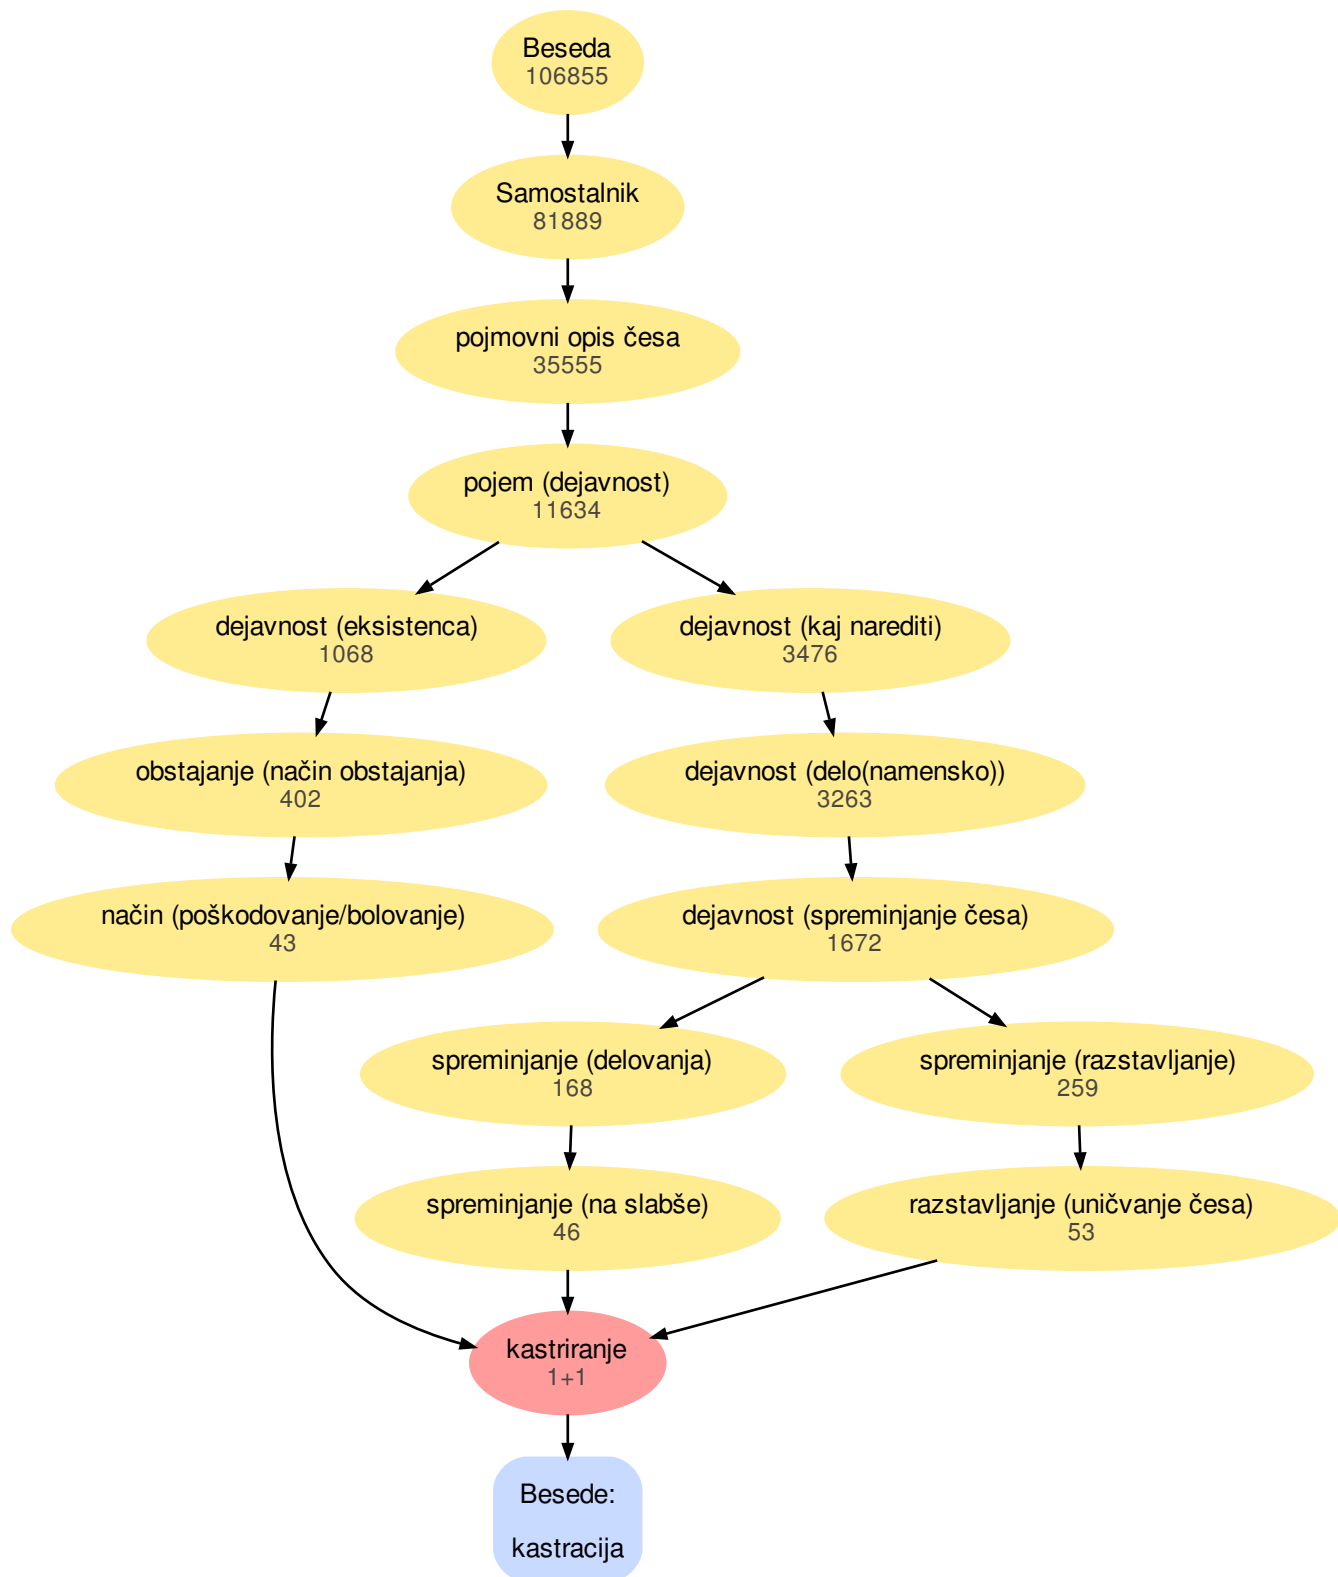 Beseda
106855
Samostalnik
81889
pojmovni opis česa
35555
pojem (dejavnost)
11634
dejavnost (eksistenca)
1068
dejavnost (kaj narediti)
3476
obstajanje (način obstajanja)
402
dejavnost (delo(namensko))
3263
način (poškodovanje/bolovanje)
43
dejavnost (spreminjanje česa)
1672
spreminjanje (delovanja)
168
spreminjanje (razstavljanje)
259
spreminjanje (na slabše)
46
razstavljanje (uničvanje česa)
53
kastriranje
1+1
Besede:
kastracija